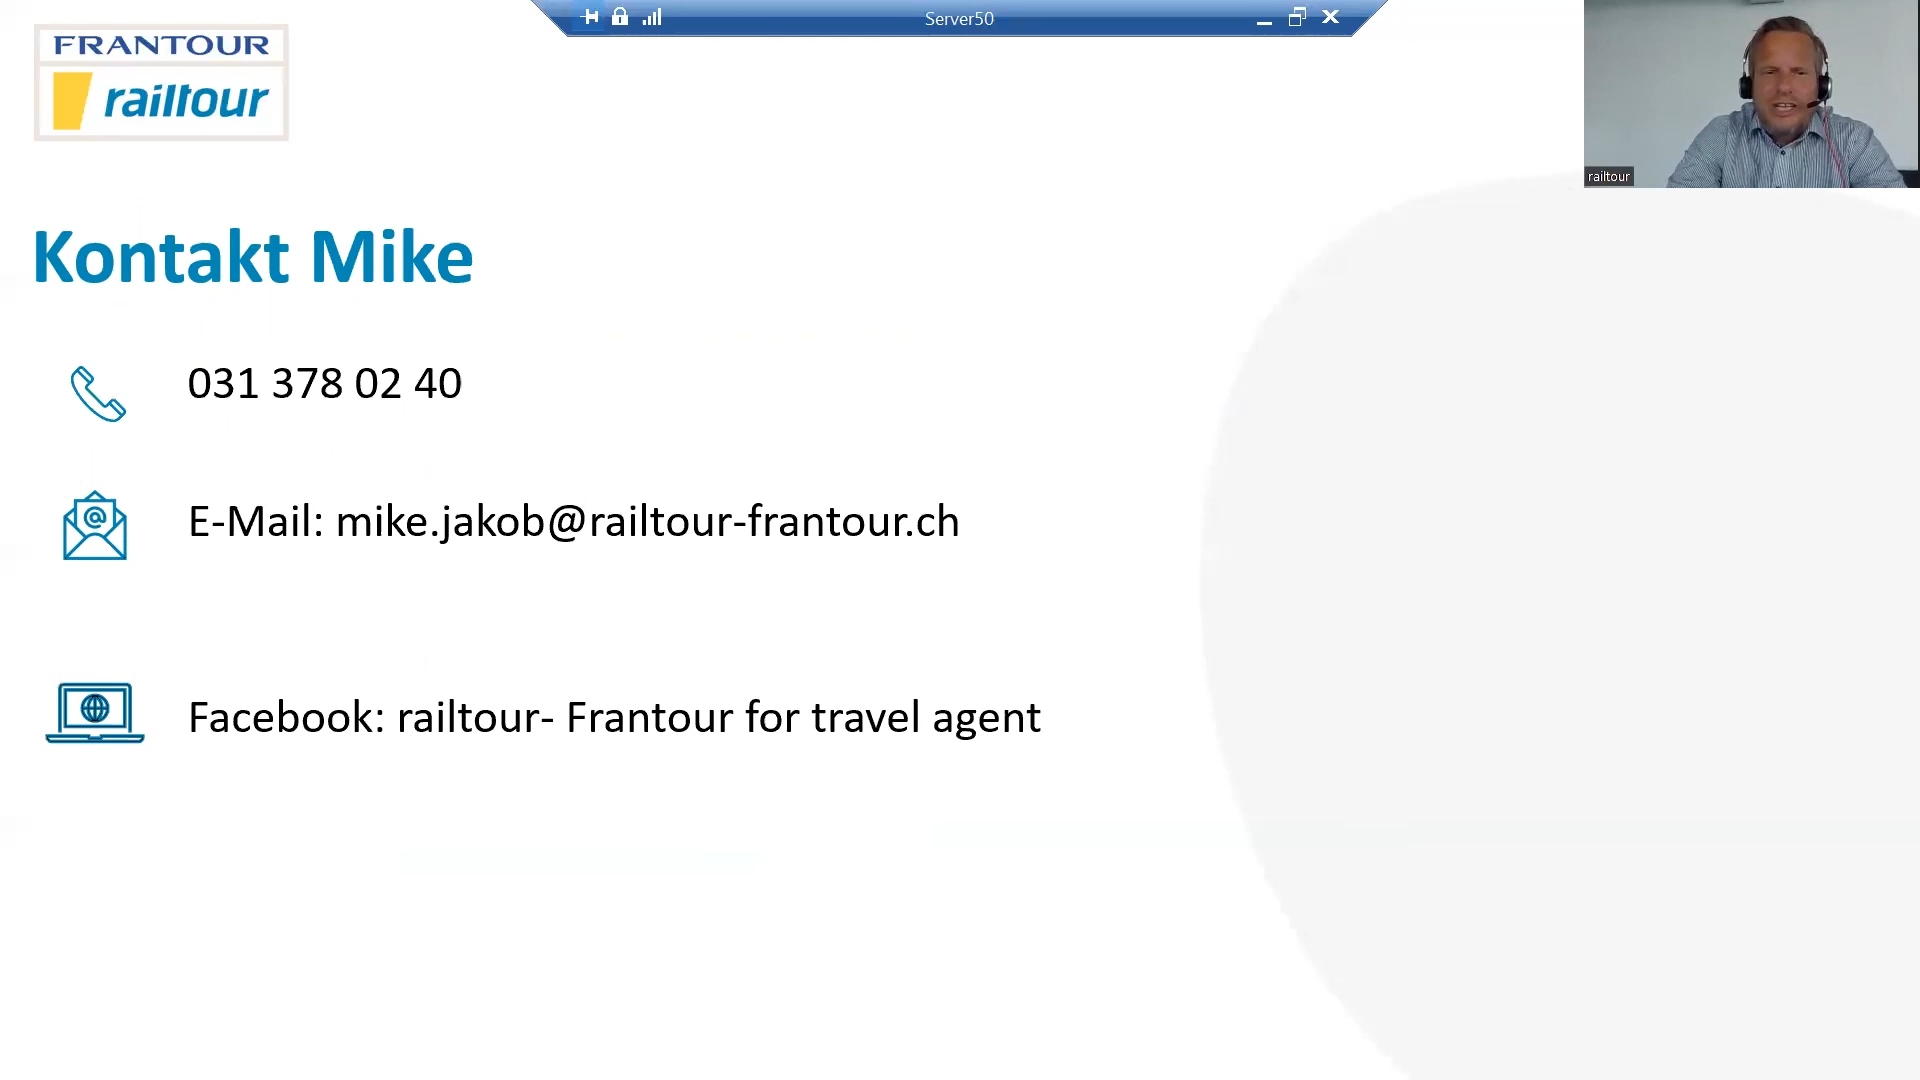 Server50
FRANTOUR
railtour
railtour
Kontakt Mike
031 378 02 40
E-Mail: mike.jakob@railtour-frantour.ch
Facebook: railtour- Frantour for travel agent